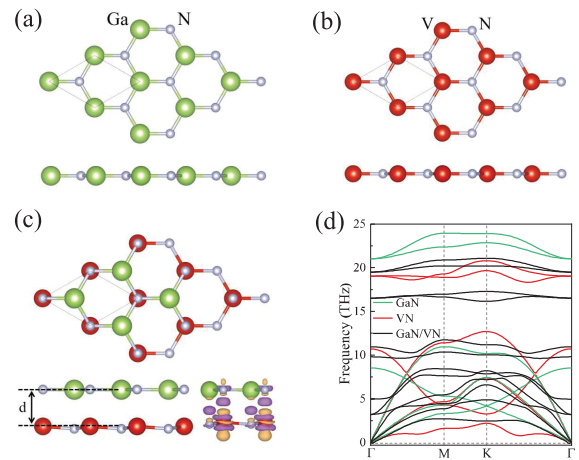 (a)
Ga
N
(b)
V
N
(c)
d
(d)
Frequency (THz)
25
20
15
10
5
0
GaN
VN
GaN/VN
Γ
M
K
Γ